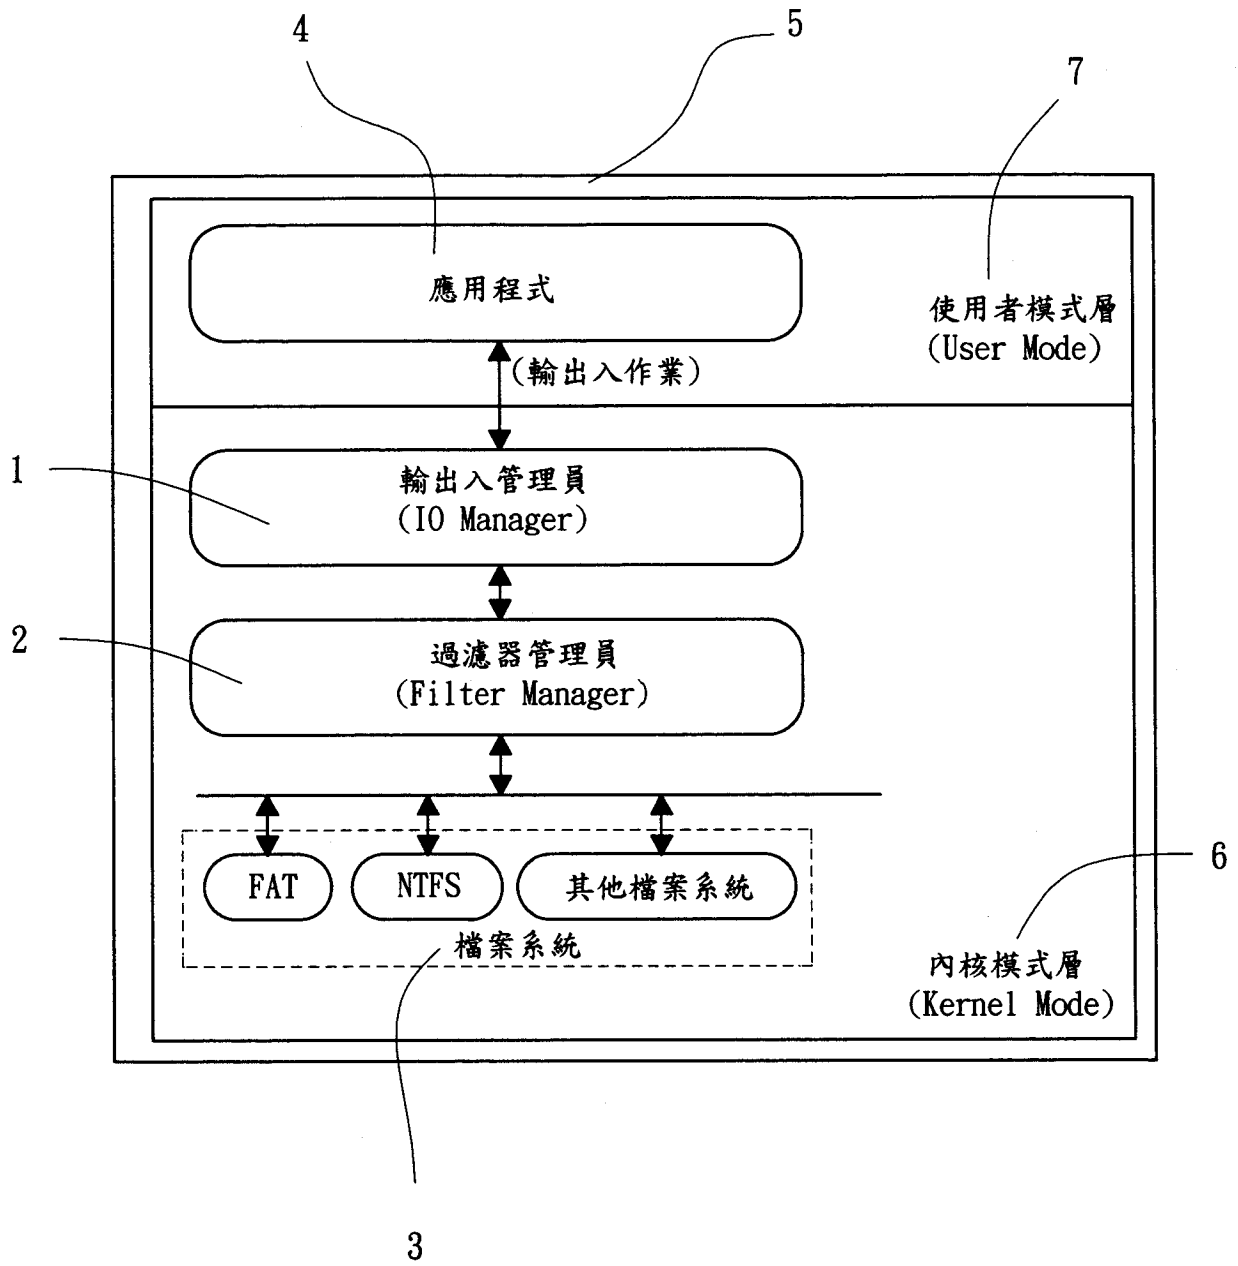 4
5
7
應用程式
使用者模式層
(User Mode)
(輸出入作業)
1
輸出入管理員
(IO Manager)
2
過濾器管理員
(Filter Manager)
FAT
NTFS
其他檔案系統
6
檔案系統
內核模式層
(Kernel Mode)
3